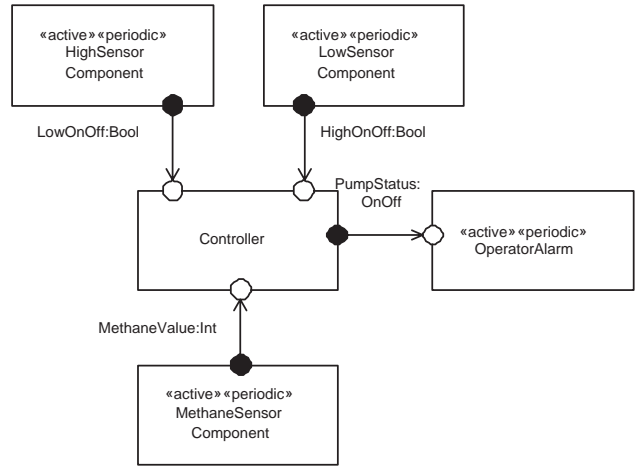 «active» «periodic»
HighSensor
Component
«active» «periodic»
LowSensor
Component
LowOnOff:Bool
HighOnOff:Bool
PumpStatus:
OnOff
Controller
«active» «periodic»
OperatorAlarm
MethaneValue:Int
«active» «periodic»
MethaneSensor
Component